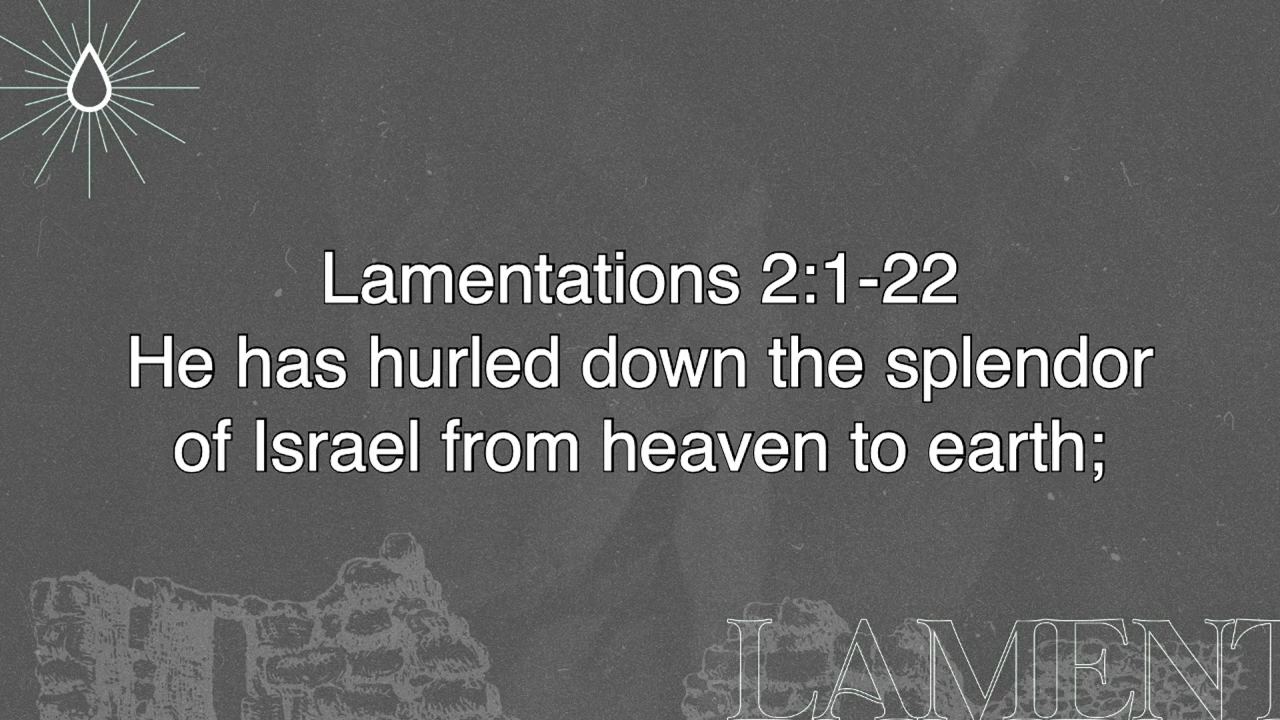 Lamentations 2:1-22
He has hurled down the splendor
of Israel from heaven to earth;
LAMENT